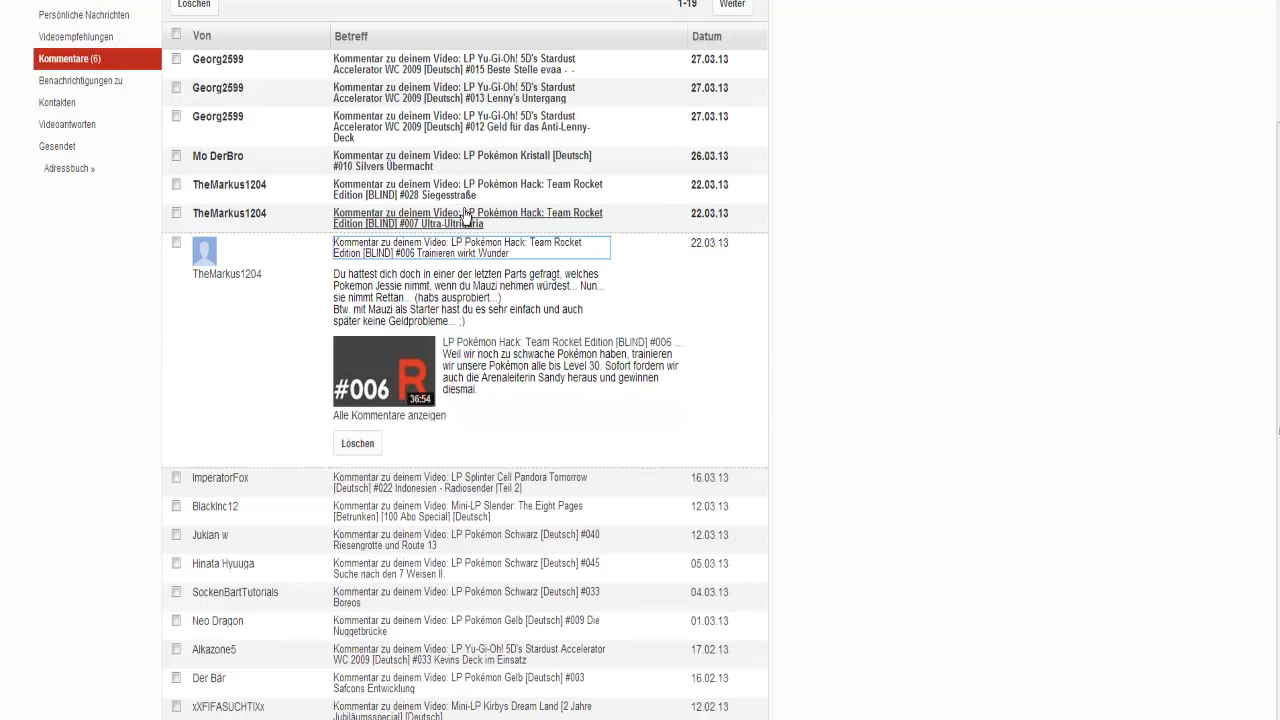 Löschen
1-19
Weiter
Persönliche Nachrichten
Videoempfehlungen
Kommentare (6)
Benachrichtigungen zu
Kontakten
Videoantworten
Gesendet
Adressbuch »
Von
Betreff
Datum
Georg2599
Kommentar zu deinem Video: LP Yu-Gi-Oh! 5D's Stardust
Accelerator WC 2009 [Deutsch] #015 Beste Stelle evaa - -
27.03.13
Georg2599
Kommentar zu deinem Video: LP Yu-Gi-Oh! 5D's Stardust
Accelerator WC 2009 [Deutsch] #013 Lenny's Untergang
27.03.13
Georg2599
Kommentar zu deinem Video: LP Yu-Gi-Oh! 5D's Stardust
Accelerator WC 2009 [Deutsch] #012 Geld für das Anti-Lenny-
Deck
27.03.13
Mo DerBro
Kommentar zu deinem Video: LP Pokémon Kristall [Deutsch]
#010 Silvers Übermacht
26.03.13
TheMarkus1204
Kommentar zu deinem Video: LP Pokémon Hack: Team Rocket
Edition [BLIND] #028 Siegesstraße
22.03.13
TheMarkus1204
Kommentar zu deinem Video: LP Pokémon Hack: Team Rocket
Edition [BLIND] #007
22.03.13
TheMarkus1204
Kommentar zu deinem Video: LP Pokémon Hack: Team Rocket
Edition [BLIND] #006 Trainieren wirkt Wunder
22.03.13
Du hattest dich doch in einer der letzten Parts gefragt, welches
Pokemon Jessie nimmt, wenn du Mauzi nehmen würdest... Nun...
sie nimmt Rettan... (habs ausprobiert...)
Btw. mit Mauzi als Starter hast du es sehr einfach und auch
später keine Geldprobleme... ;)
#006 R
36:54
LP Pokémon Hack: Team Rocket Edition [BLIND] #006 ...
Weil wir noch zu schwache Pokémon haben, trainieren
wir unsere Pokémon alle bis Level 30. Sofort fordern wir
auch die Arenaleiterin Sandy heraus und gewinnen
diesmal.
Alle Kommentare anzeigen
Löschen
ImperatorFox
Kommentar zu deinem Video: LP Splinter Cell Pandora Tomorrow
[Deutsch] #022 Indonesien - Radiosender [Teil 2]
16.03.13
BlackInc12
Kommentar zu deinem Video: Mini-LP Slender: The Eight Pages
[Betrunken] [100 Abo Special] [Deutsch]
12.03.13
Jukian w
Kommentar zu deinem Video: LP Pokémon Schwarz [Deutsch] #040
Riesengrotte und Route 13
12.03.13
Hinata Hyuuga
Kommentar zu deinem Video: LP Pokémon Schwarz [Deutsch] #045
Suche nach den 7 Weisen II.
05.03.13
SockenBartTutorials
Kommentar zu deinem Video: LP Pokémon Schwarz [Deutsch] #033
Boreos
04.03.13
Neo Dragon
Kommentar zu deinem Video: LP Pokémon Gelb [Deutsch] #009 Die
Nuggetbrücke
01.03.13
Alkazone5
Kommentar zu deinem Video: LP Yu-Gi-Oh! 5D's Stardust Accelerator
WC 2009 [Deutsch] #033 Kevins Deck im Einsatz
17.02.13
Der Bär
Kommentar zu deinem Video: LP Pokémon Gelb [Deutsch] #003
Safcons Entwicklung
16.02.13
xXFIFASUCHTIXx
Kommentar zu deinem Video: Mini-LP Kirbys Dream Land [2 Jahre
Jubiläumsspecial] [Deutsch]
12.02.13